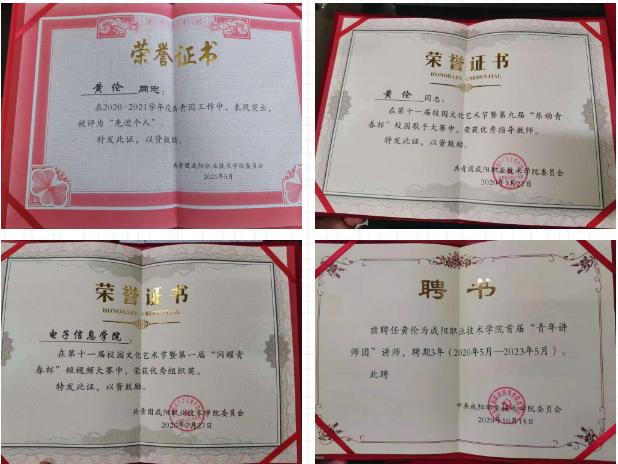 荣誉证书
黄伦 同志：
在2020-2021学年度共青团工作中，表现突出，
被评为“先进个人”。
特发此证，以资鼓励。
共青团咸阳职业技术学院委员会
2021年5月
荣誉证书
HONORARY CREDENTIAL
黄伦 同志：
在第十一届校园文化艺术节暨第九届“乐动青
春杯”校园歌手大赛中，荣获优秀指导教师。
特发此证，以资鼓励。
共青团咸阳职业技术学院委员会
2020年7月27日
荣誉证书
HONORARY CREDENTIAL
电子信息学院：
在第十一届校园文化艺术节暨第一届“闪耀青
春杯”短视频大赛中，荣获优秀组织奖。
特发此证，以资鼓励。
共青团咸阳职业技术学院委员会
2020年7月27日
聘书
兹聘任黄伦为咸阳职业技术学院首届“青年讲
师团”讲师，聘期3年（2020年5月—2023年5月）。
此聘
中共咸阳职业技术学院委员会
2020年10月15日